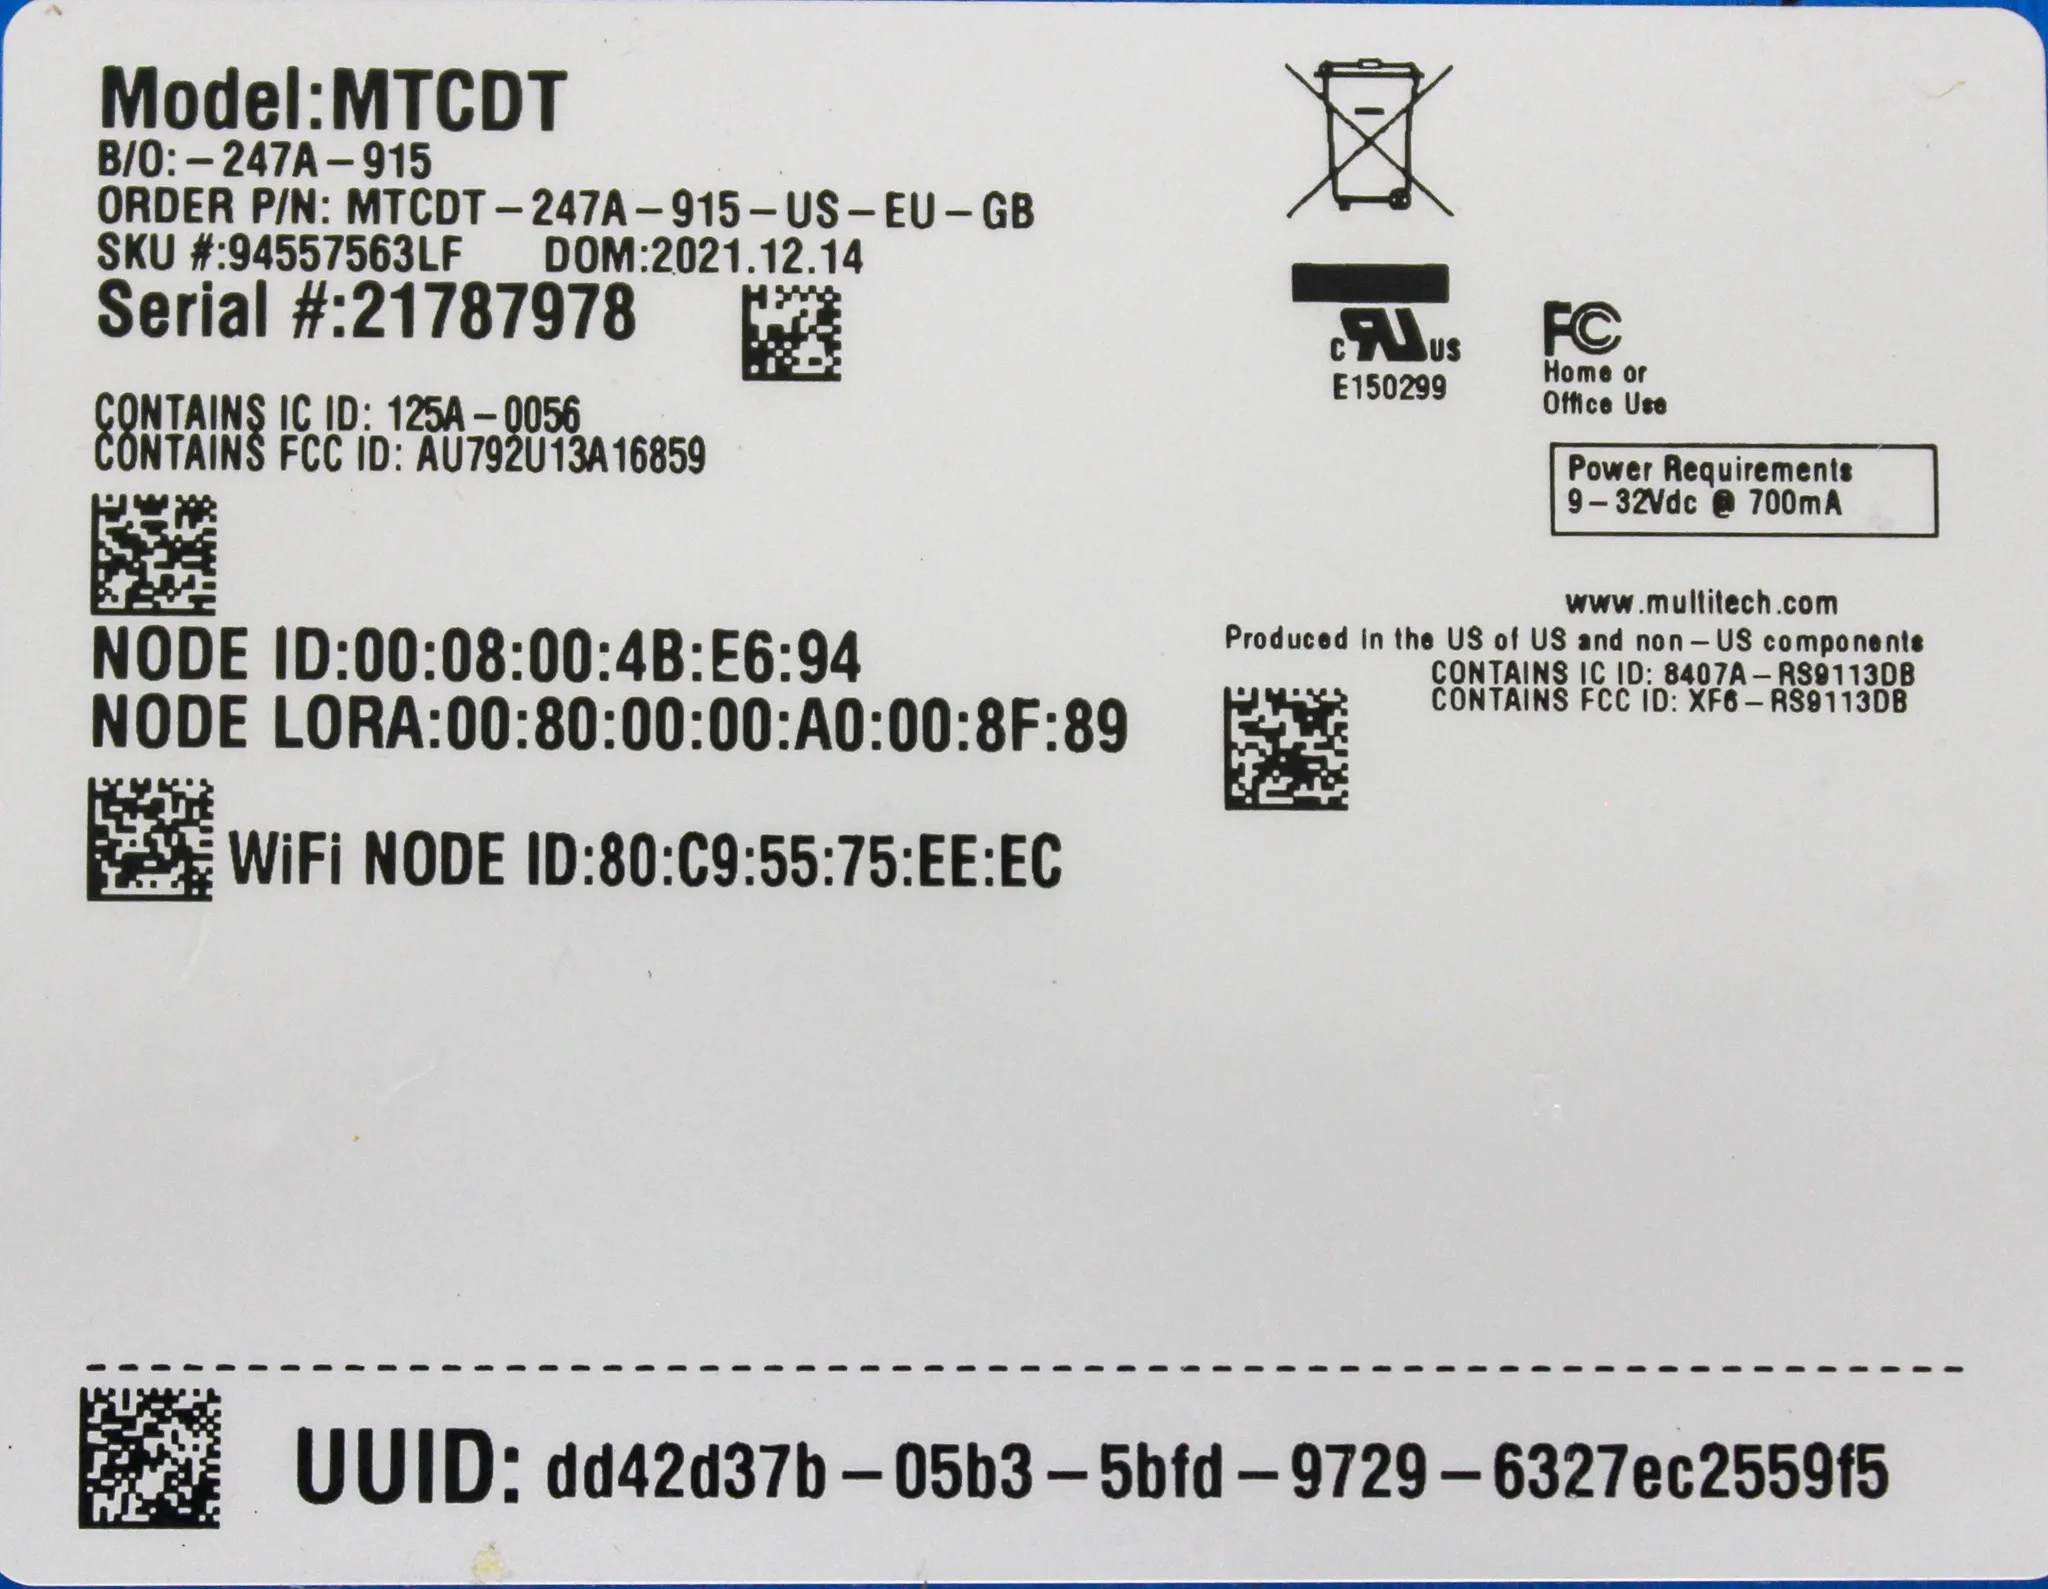 Model:MTCDT
B/O:-247A-915
ORDER P/N: MTCDT-247A-915-US-EU-GB
SKU #:94557563LF DOM:2021.12.14
Serial #:21787978
CONTAINS IC ID: 125A-0056
CONTAINS FCC ID: AU792U13A16859
NODE ID:00:08:00:4B:E6:94
NODE LORA:00:80:00:00:A0:00:8F:89
WiFi NODE ID:80:C9:55:75:EE:EC
C RU US
E150299
FC
Home or
Office Use
Power Requirements
9-32Vdc @ 700mA
www.multitech.com
Produced in the US of US and non-US components
CONTAINS IC ID: 8407A-RS9113DB
CONTAINS FCC ID: XF6-RS9113DB
UUID: dd42d37b-05b3-5bfd-9729-6327ec2559f5